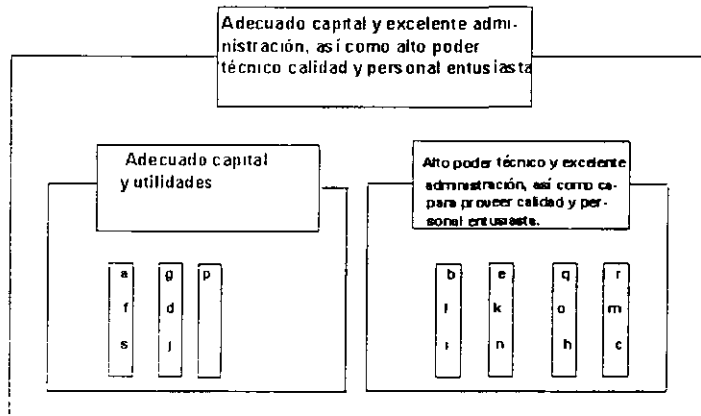 Adecuado capital y excelente admi-
nistración, así como alto poder
técnico calidad y personal entusiasta
Adecuado capital
y utilidades
Alto poder técnico y excelente
administración, así como ca-
para proveer calidad y per-
sonal entusiasta.
a g p
f d
s j
b e q r
l k o m
i n h c